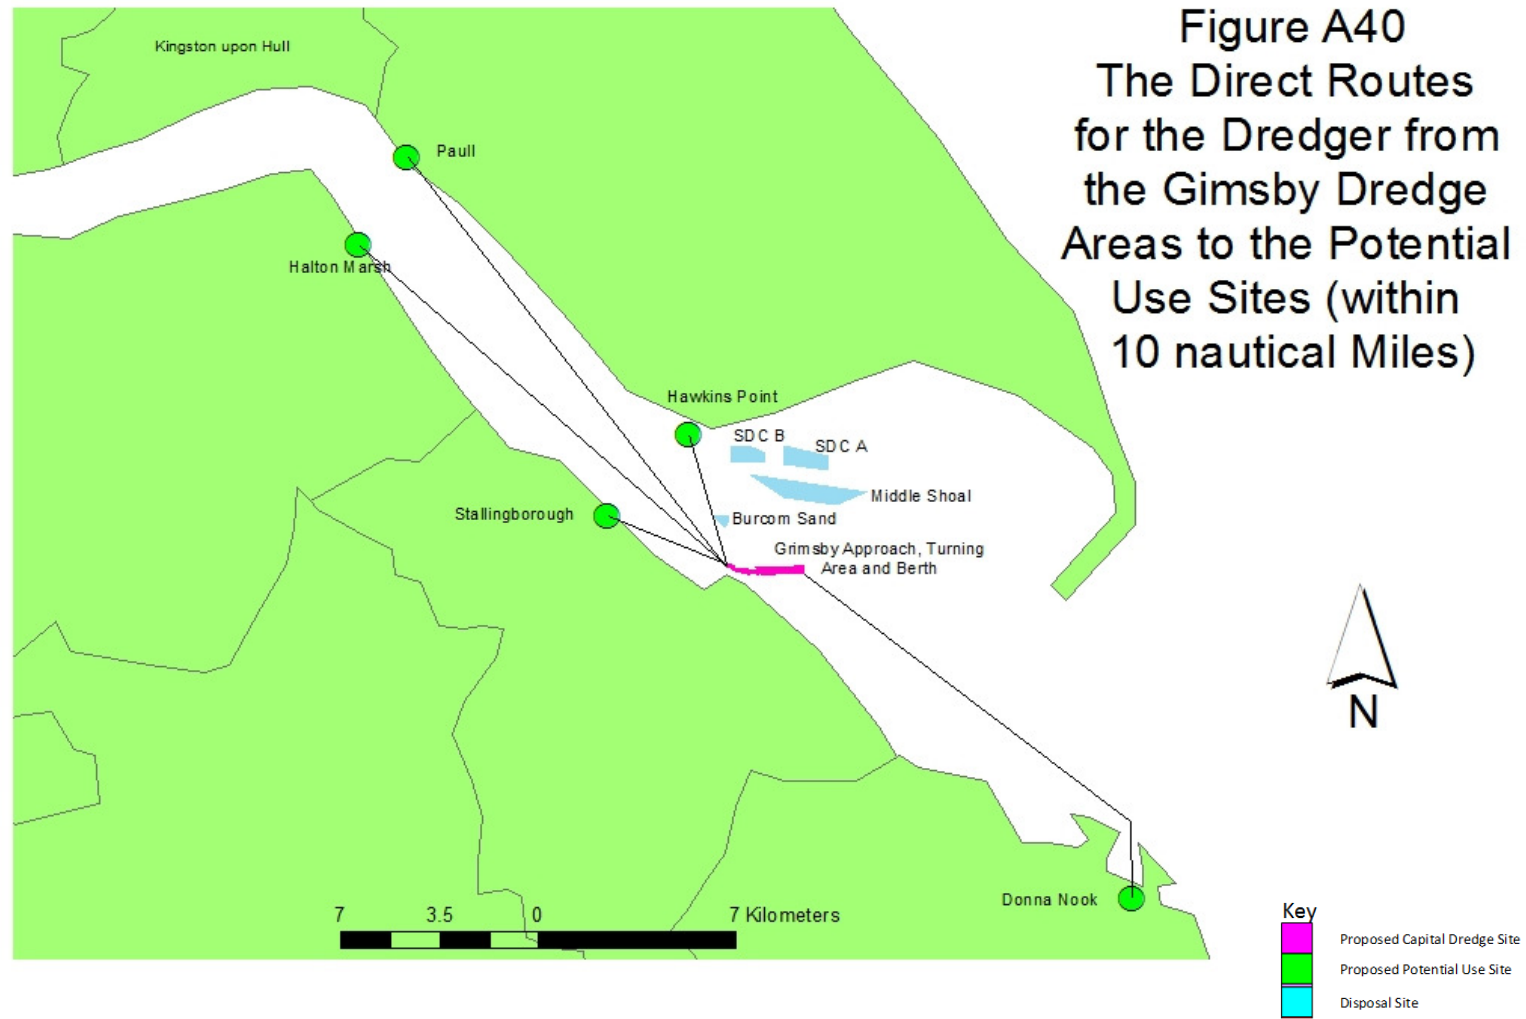 Figure A40
The Direct Routes
for the Dredger from
the Gimsby Dredge
Areas to the Potential
Use Sites (within
10 nautical Miles)
Kingston upon Hull
Paull
Halton Marsh
Hawkins Point
SDC B
SDC A
Middle Shoal
Stallingborough
Burcom Sand
Grimsby Approach, Turning
Area and Berth
N
Donna Nook
7 3.5 0 7 Kilometers
Key
Proposed Capital Dredge Site
Proposed Potential Use Site
Disposal Site